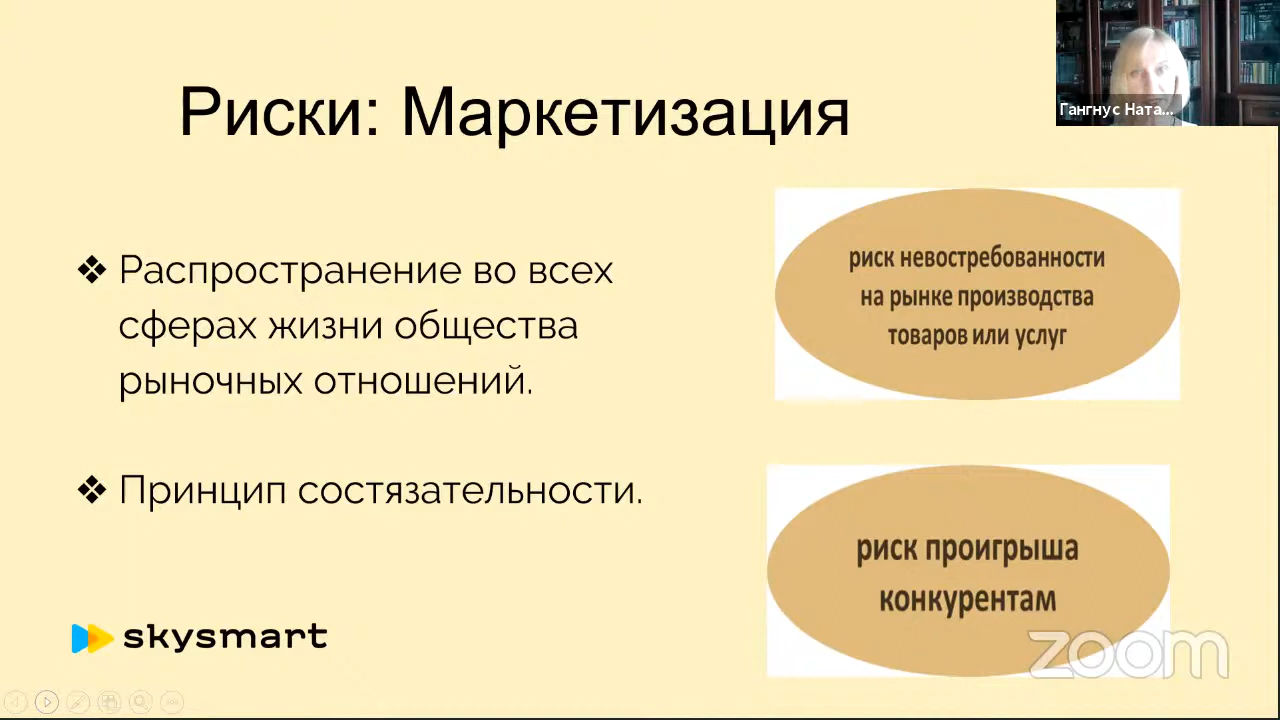 Риски: Маркетизация
Гангнус Ната...
❖ Распространение во всех
сферах жизни общества
рыночных отношений.
❖ Принцип состязательности.
риск невостребованности
на рынке производства
товаров или услуг
риск проигрыша
конкурентам
skysmart
zoom